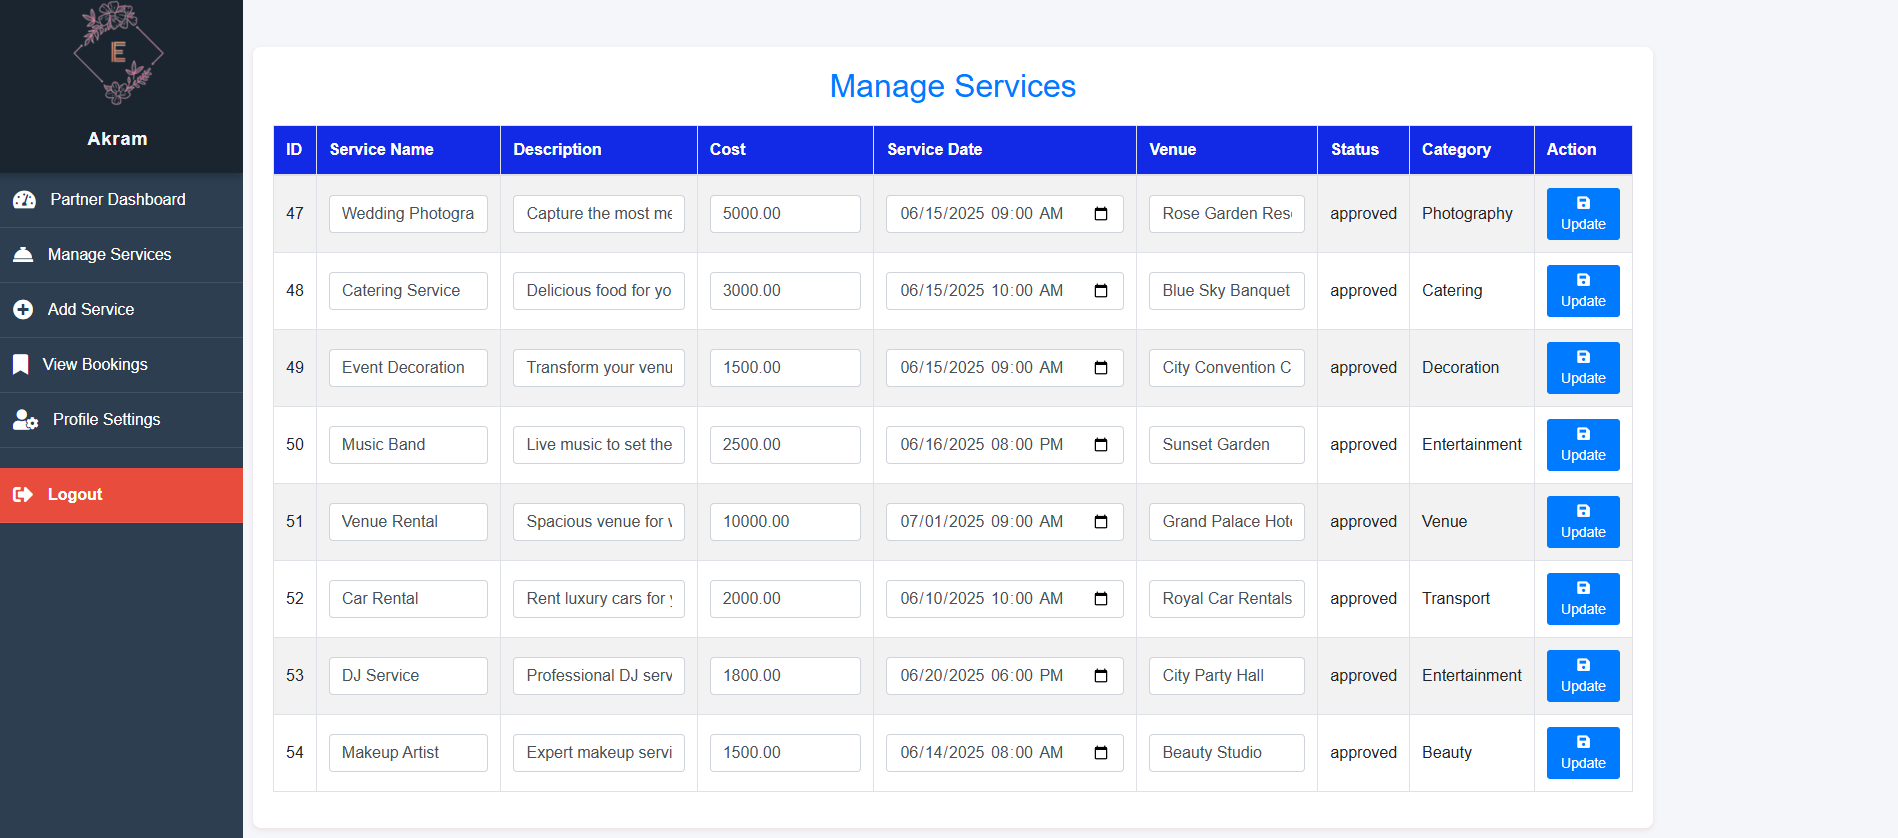 E
Akram
Partner Dashboard
Manage Services
Add Service
View Bookings
Profile Settings
Logout
Manage Services
ID Service Name Description Cost Service Date Venue Status Category Action
47 Wedding Photogra Capture the most me 5000.00 06/15/2025 09:00 AM Rose Garden Res approved Photography Update
48 Catering Service Delicious food for yo 3000.00 06/15/2025 10:00 AM Blue Sky Banquet approved Catering Update
49 Event Decoration Transform your venu 1500.00 06/15/2025 09:00 AM City Convention C approved Decoration Update
50 Music Band Live music to set the 2500.00 06/16/2025 08:00 PM Sunset Garden approved Entertainment Update
51 Venue Rental Spacious venue for 10000.00 07/01/2025 09:00 AM Grand Palace Hot approved Venue Update
52 Car Rental Rent luxury cars for 2000.00 06/10/2025 10:00 AM Royal Car Rentals approved Transport Update
53 DJ Service Professional DJ serv 1800.00 06/20/2025 06:00 PM City Party Hall approved Entertainment Update
54 Makeup Artist Expert makeup servi 1500.00 06/14/2025 08:00 AM Beauty Studio approved Beauty Update